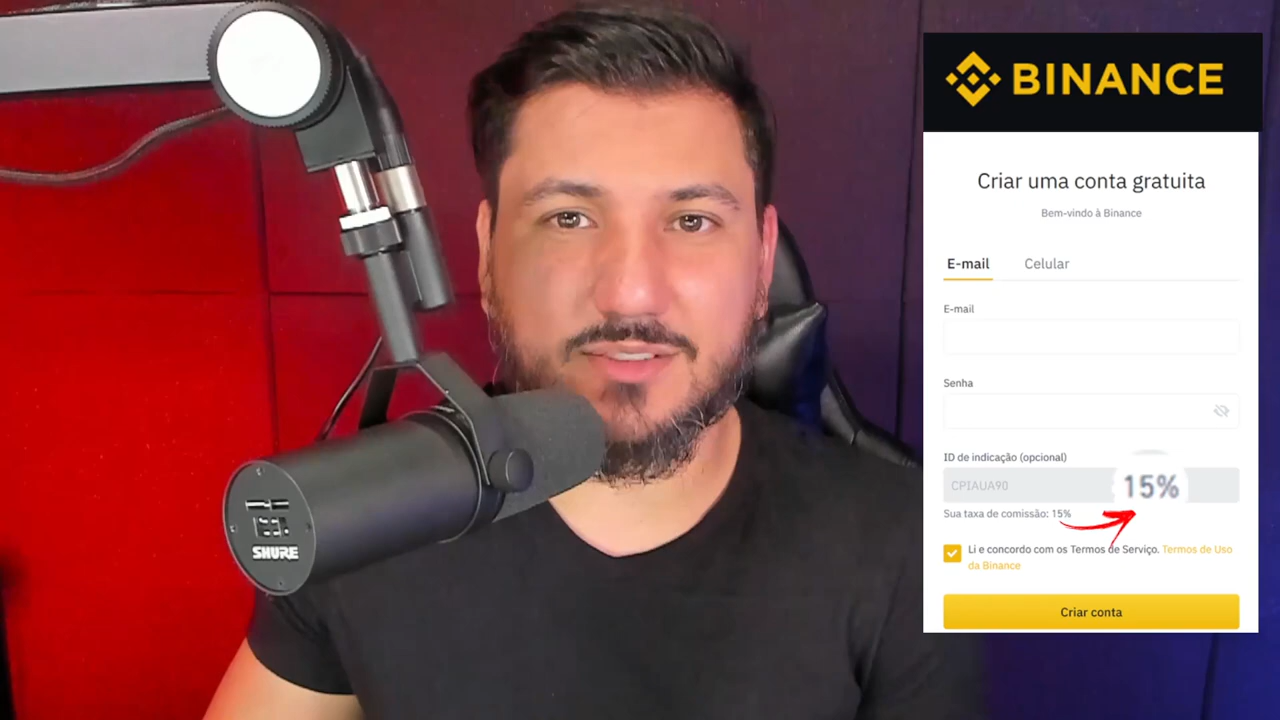 BINANCE
Criar uma conta gratuita
Bem-vindo à Binance
E-mail Celular
E-mail
Senha
ID de indicação (opcional)
CPIAUA90 15%
Sua taxa de comissão: 15%
Li e concordo com os Termos de Serviço. Termos de Uso
da Binance
Criar conta
SHURE